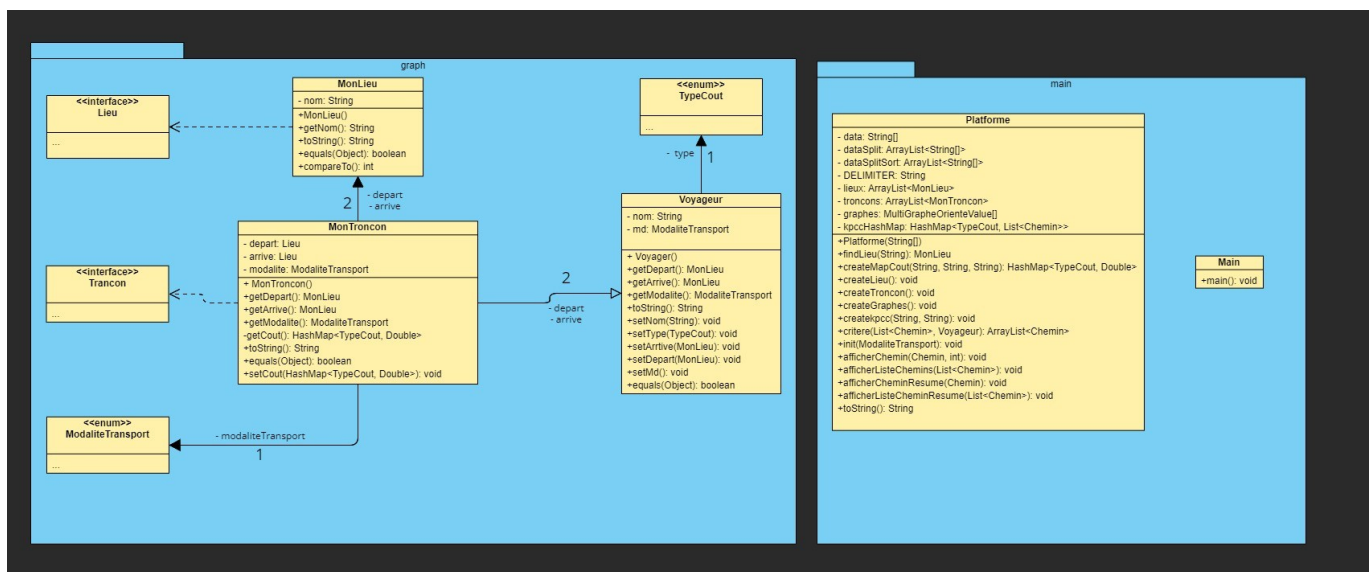 graph
<<interface>>
Lieu
...
MonLieu
- nom: String
+MonLieu()
+getNom(): String
+toString(): String
+equals(Object): boolean
+compareTo(): int
<<enum>>
TypeCout
...
- type
1
2
- depart
- arrive
MonTroncon
- depart: Lieu
- arrive: Lieu
- modalite: ModaliteTransport
+ MonTroncon()
+getDepart(): MonLieu
+getArrive(): MonLieu
+getModalite(): ModaliteTransport
-getCout(): HashMap<TypeCout, Double>
+toString(): String
+equals(Object): boolean
+setCout(HashMap<TypeCout, Double>): void
<<interface>>
Trancon
...
2
- depart
- arrive
Voyageur
- nom: String
- md: ModaliteTransport
+ Voyager()
+getDepart(): MonLieu
+getArrive(): MonLieu
+getModalite(): ModaliteTransport
+toString(): String
+setNom(String): void
+setType(TypeCout): void
+setArrtive(MonLieu): void
+setDepart(MonLieu): void
+setMd(): void
+equals(Object): boolean
<<enum>>
ModaliteTransport
...
- modaliteTransport
1
main
Platforme
- data: String[]
- dataSplit: ArrayList<String[]>
- dataSplitSort: ArrayList<String[]>
- DELIMITER: String
- lieux: ArrayList<MonLieu>
- troncons: ArrayList<MonTroncon>
- graphes: MultiGrapheOrienteValue[]
- kpccHashMap: HashMap<TypeCout, List<Chemin>>
+Platforme(String[])
+findLieu(String): MonLieu
+createMapCout(String, String, String): HashMap<TypeCout, Double>
+createLieu(): void
+createTroncon(): void
+createGraphes(): void
+createkpcc(String, String): void
+critere(List<Chemin>, Voyageur): ArrayList<Chemin>
+init(ModaliteTransport): void
+afficherChemin(Chemin, int): void
+afficherListeChemins(List<Chemin>): void
+afficherCheminResume(Chemin): void
+afficherListeCheminResume(List<Chemin>): void
+toString(): String
Main
+main(): void